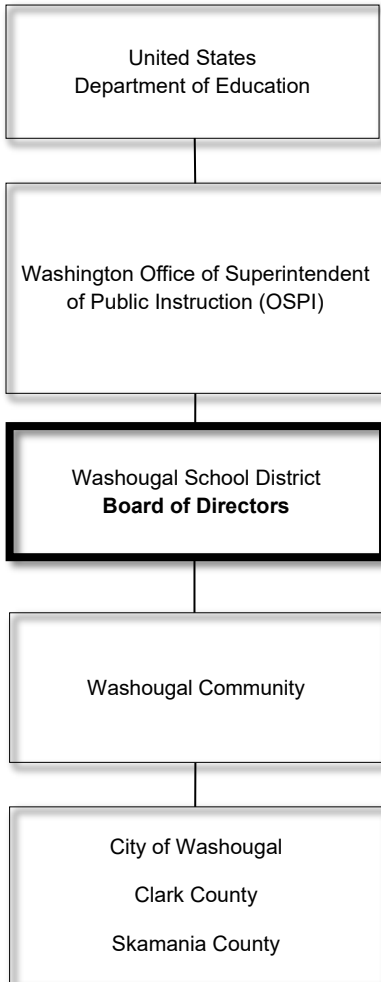 United States
Department of Education
Washington Office of Superintendent
of Public Instruction (OSPI)
Washougal School District
Board of Directors
Washougal Community
City of Washougal
Clark County
Skamania County